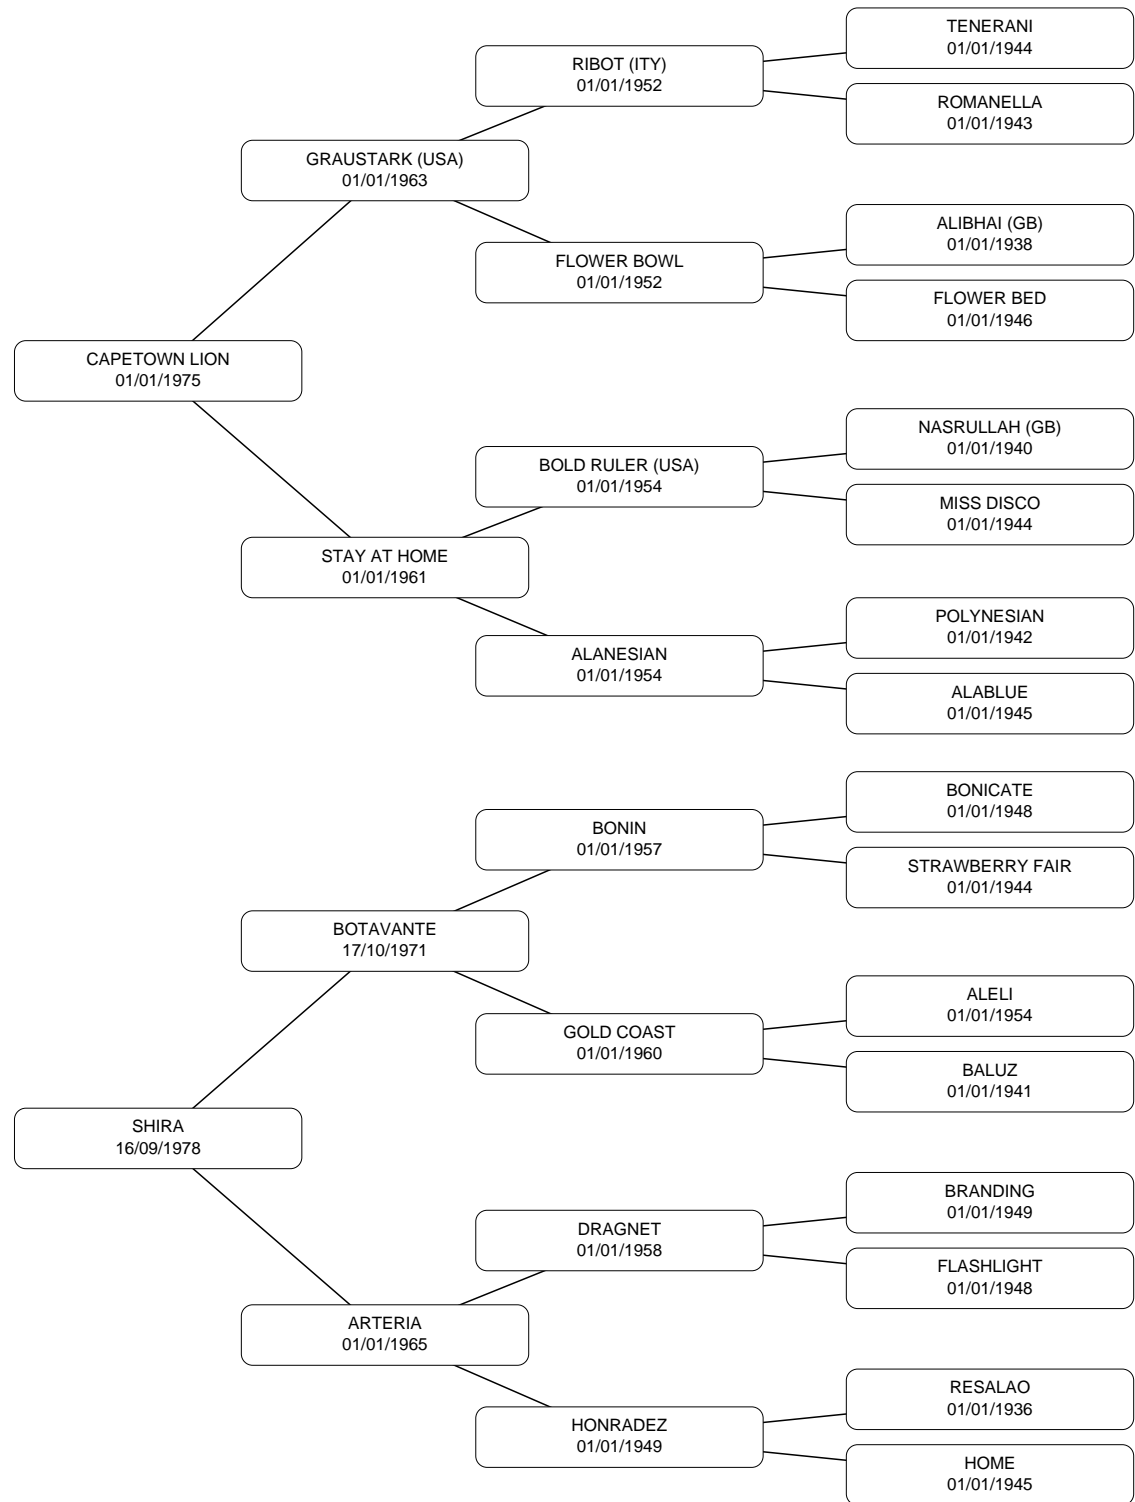 TENERANI
01/01/1944
RIBOT (ITY)
01/01/1952
ROMANELLA
01/01/1943
GRAUSTARK (USA)
01/01/1963
ALIBHAI (GB)
01/01/1938
FLOWER BOWL
01/01/1952
FLOWER BED
01/01/1946
CAPETOWN LION
01/01/1975
NASRULLAH (GB)
01/01/1940
BOLD RULER (USA)
01/01/1954
MISS DISCO
01/01/1944
STAY AT HOME
01/01/1961
POLYNESIAN
01/01/1942
ALANESIAN
01/01/1954
ALABLUE
01/01/1945
BONICATE
01/01/1948
BONIN
01/01/1957
STRAWBERRY FAIR
01/01/1944
BOTAVANTE
17/10/1971
ALELI
01/01/1954
GOLD COAST
01/01/1960
BALUZ
01/01/1941
SHIRA
16/09/1978
BRANDING
01/01/1949
DRAGNET
01/01/1958
FLASHLIGHT
01/01/1948
ARTERIA
01/01/1965
RESALAO
01/01/1936
HONRADEZ
01/01/1949
HOME
01/01/1945